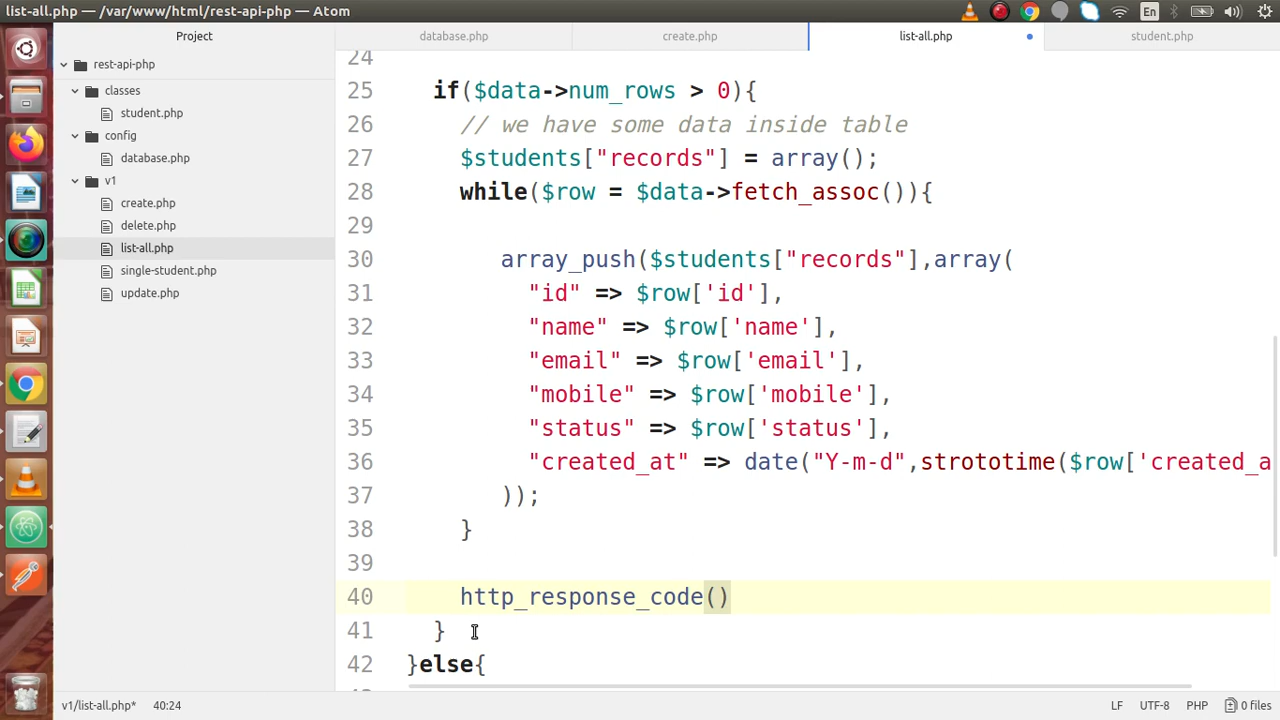 list-all.php — /var/www/html/rest-api-php — Atom
En
Project
database.php
create.php
list-all.php
student.php
rest-api-php
classes
student.php
config
database.php
v1
create.php
delete.php
list-all.php
single-student.php
update.php
24
25 if($data->num_rows > 0){
26 // we have some data inside table
27 $students["records"] = array();
28 while($row = $data->fetch_assoc()){
29
30 array_push($students["records"],array(
31 "id" => $row['id'],
32 "name" => $row['name'],
33 "email" => $row['email'],
34 "mobile" => $row['mobile'],
35 "status" => $row['status'],
36 "created_at" => date("Y-m-d",strototime($row['created_a
37 ));
38 }
39
40 http_response_code()
41 }
42 }else{
v1/list-all.php* 40:24
LF UTF-8 PHP 0 files